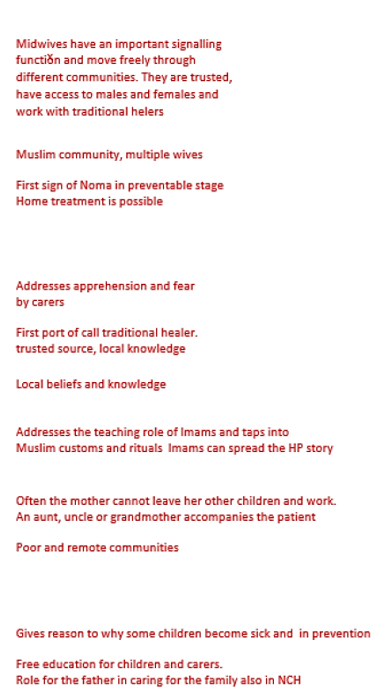 Midwives have an important signalling
function and move freely through
different communities. They are trusted,
have access to males and females and
work with traditional helers
Muslim community, multiple wives
First sign of Noma in preventable stage
Home treatment is possible
Addresses apprehension and fear
by carers
First port of call traditional healer.
trusted source, local knowledge
Local beliefs and knowledge
Addresses the teaching role of Imams and taps into
Muslim customs and rituals Imams can spread the HP story
Often the mother cannot leave her other children and work.
An aunt, uncle or grandmother accompanies the patient
Poor and remote communities
Gives reason to why some children become sick and in prevention
Free education for children and carers.
Role for the father in caring for the family also in NCH